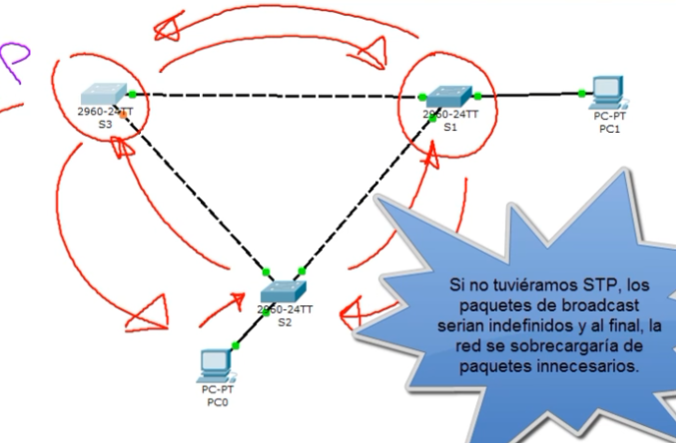 P
2960-24TT
S3
2960-24TT
S1
PC-PT
PC1
Si no tuviéramos STP, los
paquetes de broadcast
serian indefinidos y al final, la
red se sobrecargaría de
paquetes innecesarios.
2960-24TT
S2
PC-PT
PC0